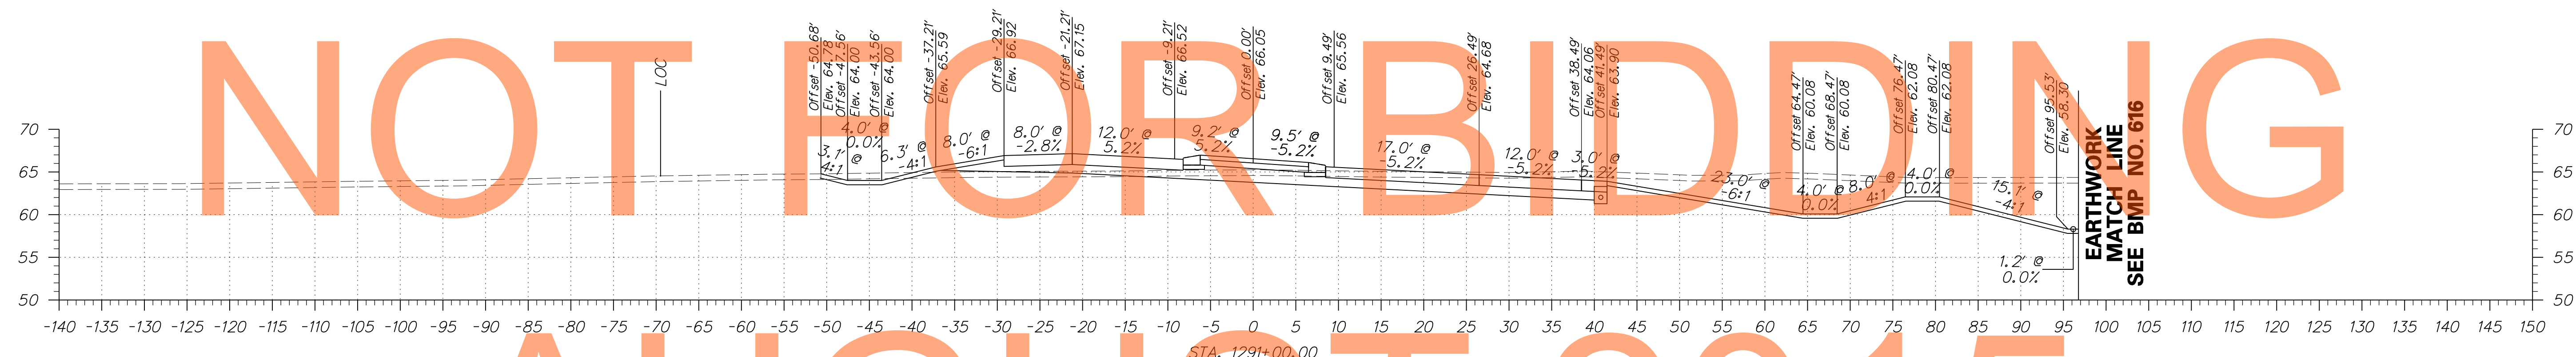 NOT FOR BIDDING
Offset -50.68'
Elev. 64.78
Offset -47.56'
Elev. 64.00
Offset -43.56'
Elev. 64.00
Offset -37.21'
Elev. 65.59
Offset -29.21'
Elev. 66.92
Offset -21.21'
Elev. 67.15
Offset -9.21'
Elev. 66.52
Offset 0.00'
Elev. 66.05
Offset 9.49'
Elev. 65.56
Offset 26.49'
Elev. 64.68
Offset 38.49'
Elev. 64.06
Offset 41.49'
Elev. 63.90
Offset 64.47'
Elev. 60.08
Offset 68.47'
Elev. 60.08
Offset 76.47'
Elev. 62.08
Offset 80.47'
Elev. 62.08
Offset 95.53'
Elev. 58.30
LOC
3.1' @
4:1
4.0' @
0.0%
6.3' @
-4:1
8.0' @
-6:1
8.0' @
-2.8%
12.0' @
5.2%
9.2' @
5.2%
9.5' @
-5.2%
17.0' @
-5.2%
12.0' @
-5.2%
3.0' @
-5.2%
23.0' @
-6:1
4.0' @
0.0%
8.0' @
4:1
4.0' @
0.0%
15.1' @
-4:1
1.2' @
0.0%
EARTHWORK
MATCH LINE
SEE BMP NO. 616
70
65
60
55
50
70
65
60
55
50
-140 -135 -130 -125 -120 -115 -110 -105 -100 -95 -90 -85 -80 -75 -70 -65 -60 -55 -50 -45 -40 -35 -30 -25 -20 -15 -10 -5 0 5 10 15 20 25 30 35 40 45 50 55 60 65 70 75 80 85 90 95 100 105 110 115 120 125 130 135 140 145 150
STA. 1291+00.00